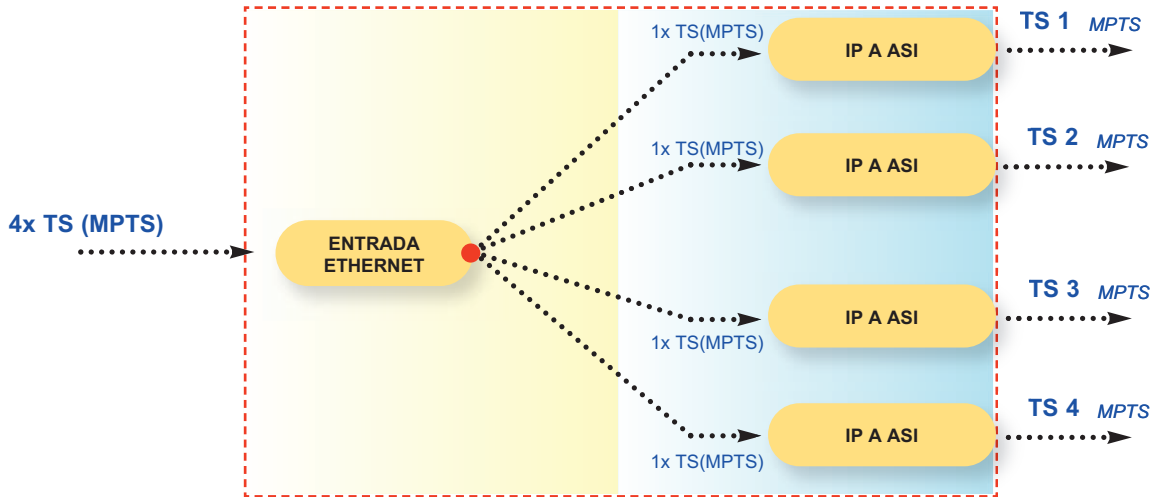 1x TS(MPTS)
IP A ASI
TS 1 MPTS
1x TS(MPTS)
IP A ASI
TS 2 MPTS
4x TS (MPTS)
ENTRADA
ETHERNET
1x TS(MPTS)
IP A ASI
TS 3 MPTS
1x TS(MPTS)
IP A ASI
TS 4 MPTS